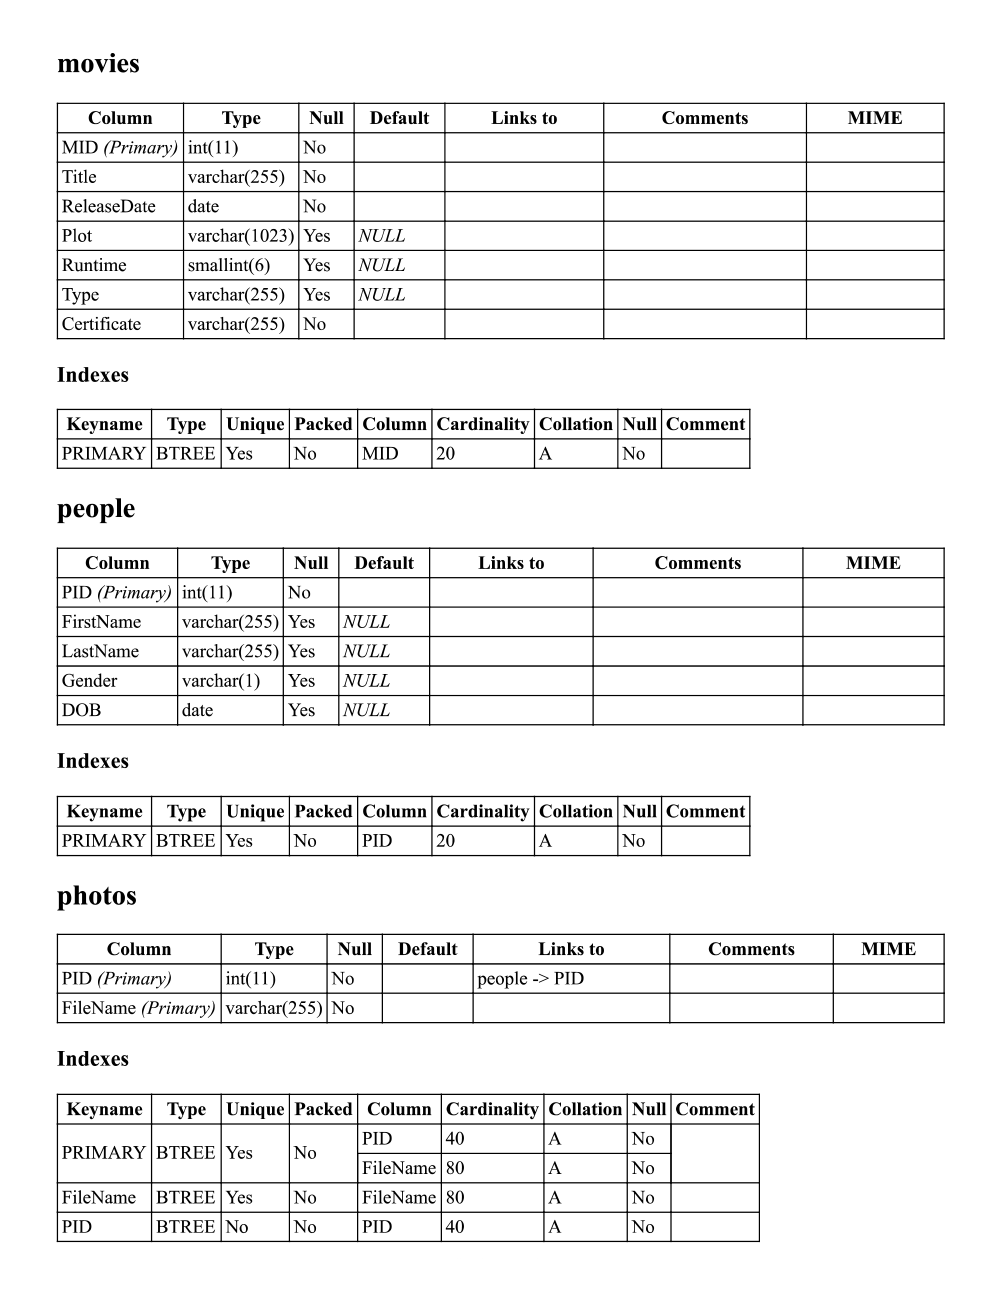 movies
Column Type Null Default Links to Comments MIME
MID (Primary) int(11) No
Title varchar(255) No
ReleaseDate date No
Plot varchar(1023) Yes NULL
Runtime smallint(6) Yes NULL
Type varchar(255) Yes NULL
Certificate varchar(255) No
Indexes
Keyname Type Unique Packed Column Cardinality Collation Null Comment
PRIMARY BTREE Yes No MID 20 A No
people
Column Type Null Default Links to Comments MIME
PID (Primary) int(11) No
FirstName varchar(255) Yes NULL
LastName varchar(255) Yes NULL
Gender varchar(1) Yes NULL
DOB date Yes NULL
Indexes
Keyname Type Unique Packed Column Cardinality Collation Null Comment
PRIMARY BTREE Yes No PID 20 A No
photos
Column Type Null Default Links to Comments MIME
PID (Primary) int(11) No people -> PID
FileName (Primary) varchar(255) No
Indexes
Keyname Type Unique Packed Column Cardinality Collation Null Comment
PRIMARY BTREE Yes No PID 40 A No
FileName 80 A No
FileName BTREE Yes No FileName 80 A No
PID BTREE No No PID 40 A No